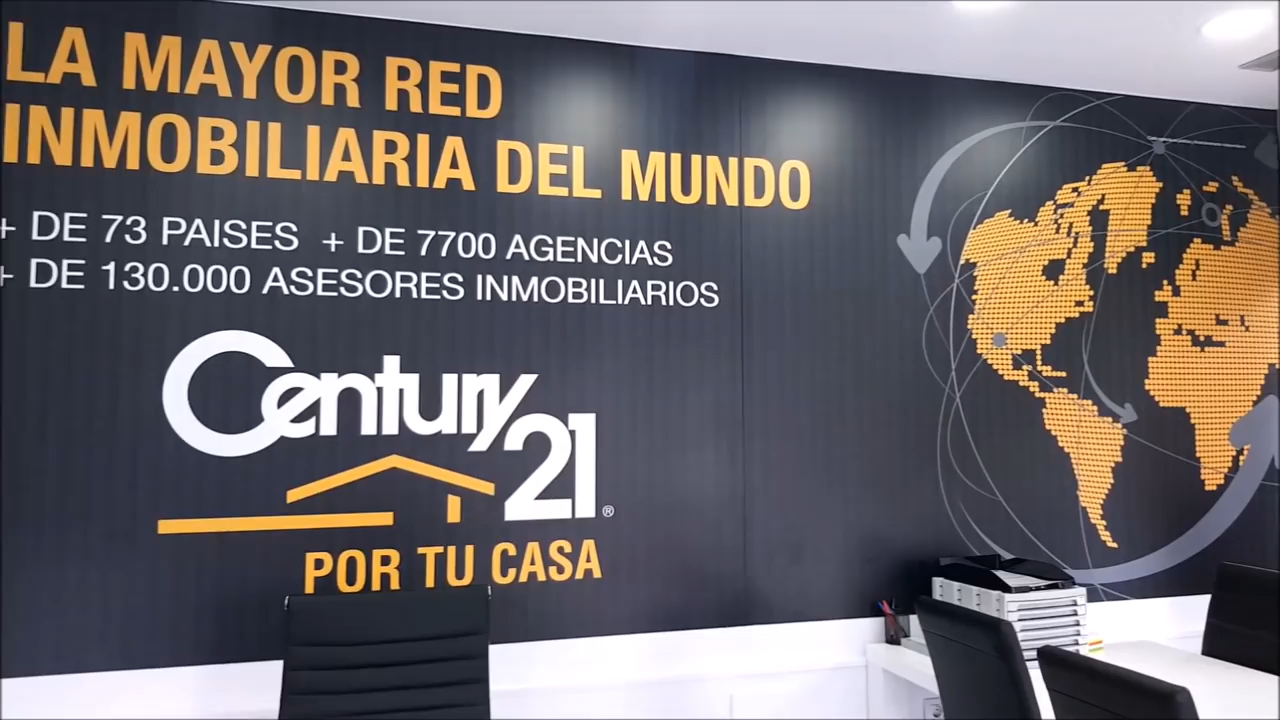 LA MAYOR RED
INMOBILIARIA DEL MUNDO
+ DE 73 PAISES + DE 7700 AGENCIAS
+ DE 130.000 ASESORES INMOBILIARIOS
Century
21®
POR TU CASA